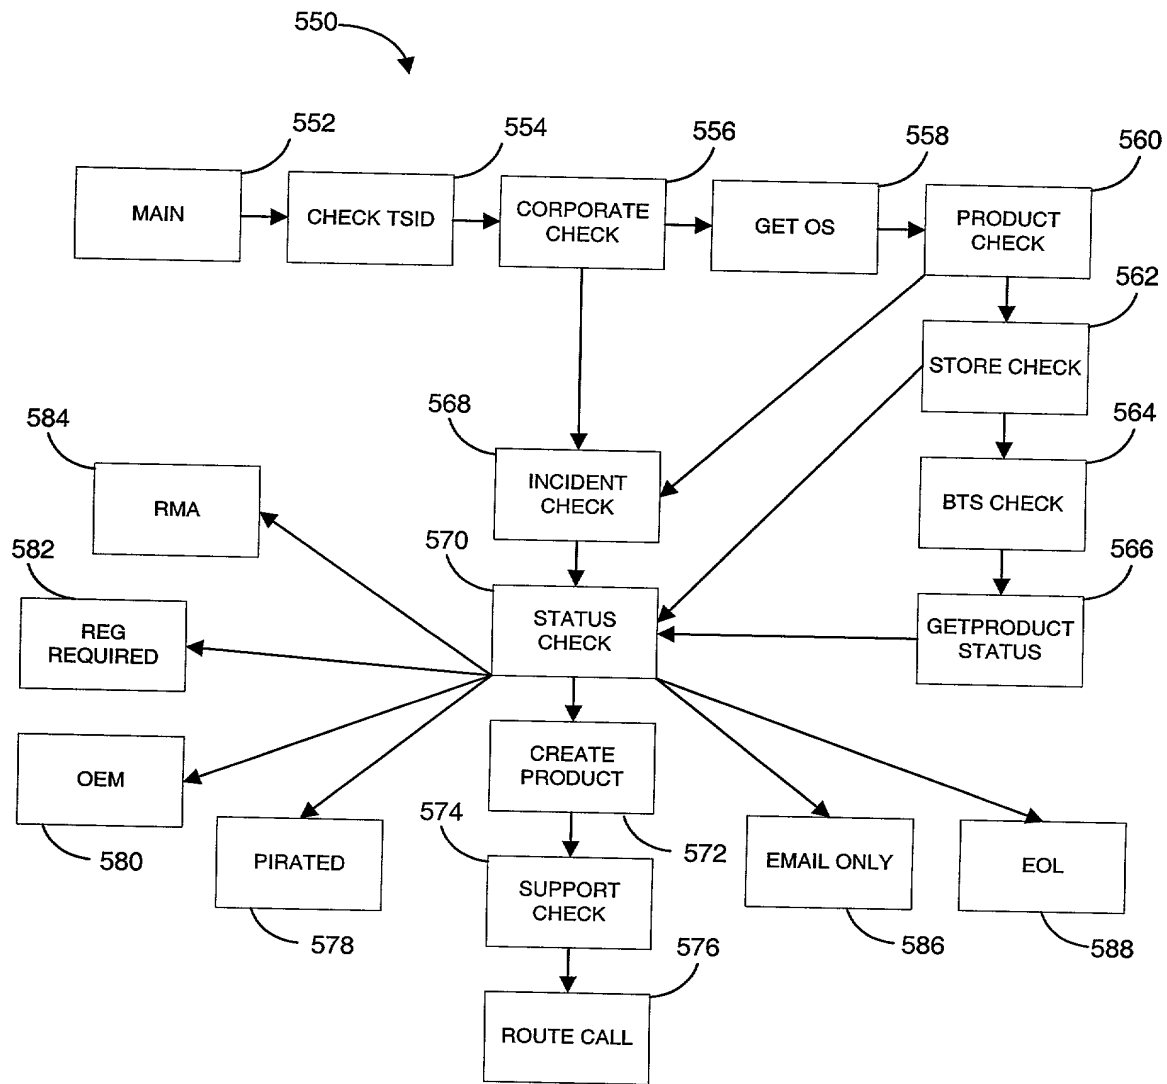 550
552
554
556
558
560
MAIN
CHECK TSID
CORPORATE
CHECK
GET OS
PRODUCT
CHECK
562
STORE CHECK
584
568
564
RMA
INCIDENT
CHECK
BTS CHECK
582
570
566
REG
REQUIRED
STATUS
CHECK
GETPRODUCT
STATUS
OEM
CREATE
PRODUCT
580
574
572
PIRATED
EMAIL ONLY
EOL
SUPPORT
CHECK
578
586
588
576
ROUTE CALL